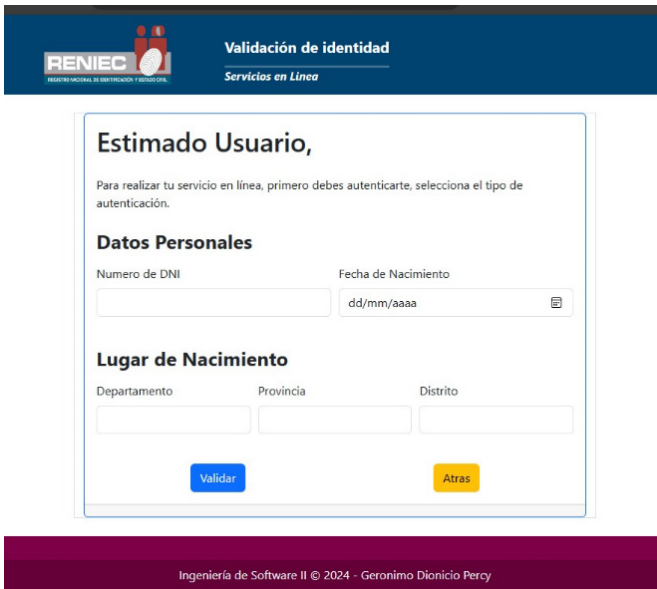 RENIEC
REGISTRO NACIONAL DE IDENTIFICACIÓN Y ESTADO CIVIL
Validación de identidad
Servicios en Linea
Estimado Usuario,
Para realizar tu servicio en línea, primero debes autenticarte, selecciona el tipo de
autenticación.
Datos Personales
Numero de DNI
Fecha de Nacimiento
dd/mm/aaaa
Lugar de Nacimiento
Departamento
Provincia
Distrito
Validar
Atras
Ingeniería de Software II © 2024 - Geronimo Dionicio Percy